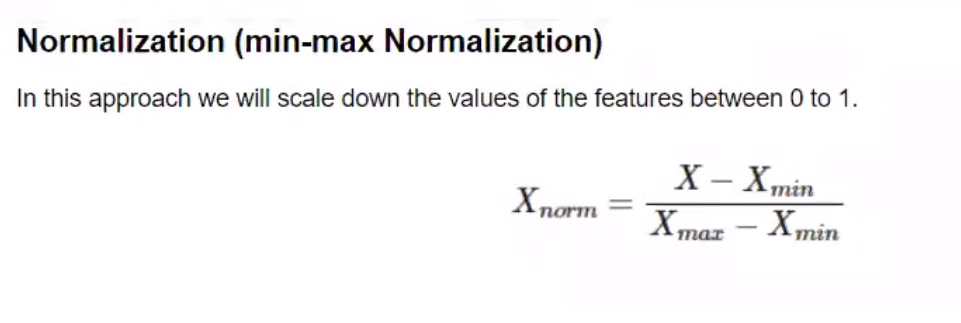 Normalization (min-max Normalization)
In this approach we will scale down the values of the features between 0 to 1.
X_{norm} = \frac{X - X_{min}}{X_{max} - X_{min}}